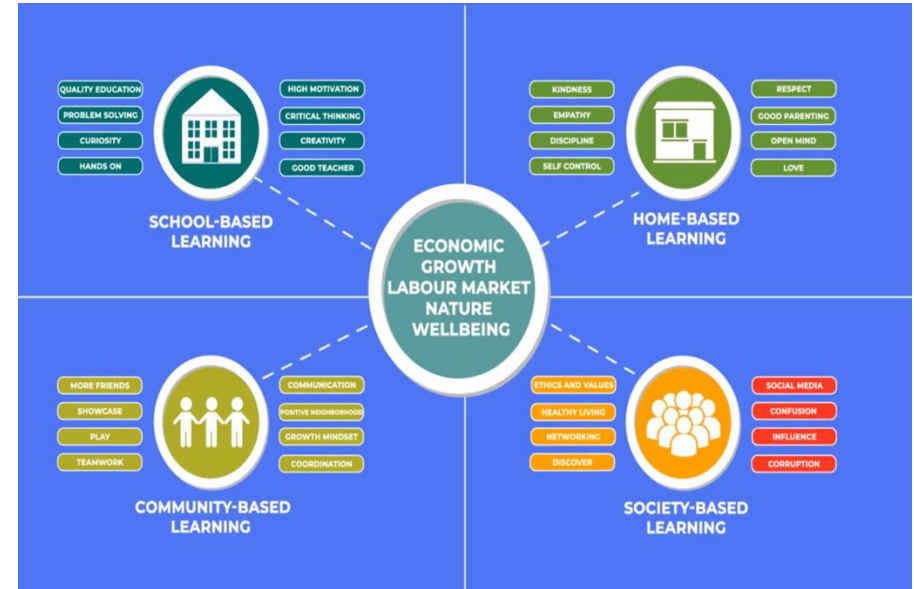 QUALITY EDUCATION
PROBLEM SOLVING
CURIOSITY
HANDS ON
HIGH MOTIVATION
CRITICAL THINKING
CREATIVITY
GOOD TEACHER
SCHOOL-BASED
LEARNING
KINDNESS
EMPATHY
DISCIPLINE
SELF CONTROL
RESPECT
GOOD PARENTING
OPEN MIND
LOVE
HOME-BASED
LEARNING
ECONOMIC
GROWTH
LABOUR MARKET
NATURE
WELLBEING
MORE FRIENDS
SHOWCASE
PLAY
TEAMWORK
COMMUNICATION
POSITIVE NEIGHBORHOOD
GROWTH MINDSET
COORDINATION
COMMUNITY-BASED
LEARNING
ETHICS AND VALUES
HEALTHY LIVING
NETWORKING
DISCOVER
SOCIAL MEDIA
CONFUSION
INFLUENCE
CORRUPTION
SOCIETY-BASED
LEARNING